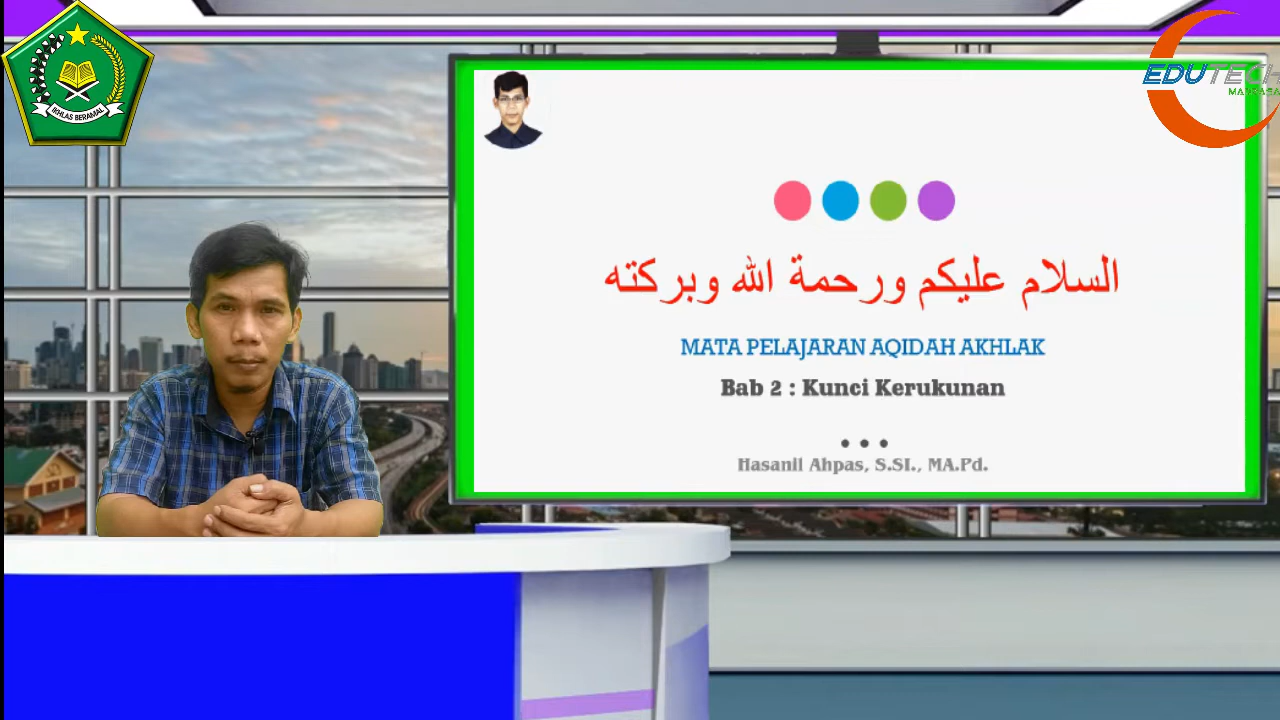 IKHLAS BERAMAL
EDUTECH
السلام عليكم ورحمة الله وبركته
MATA PELAJARAN AQIDAH AKHLAK
Bab 2 : Kunci Kerukunan
Hasanil Ahpas, S.SI., MA.Pd.